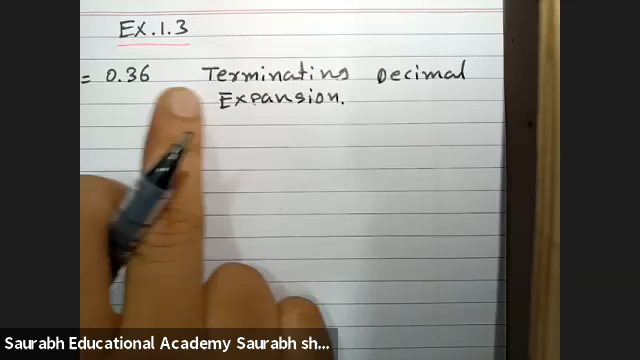 Ex.1.3
= 0.36 Terminating Decimal
Expansion.
Saurabh Educational Academy Saurabh sh...